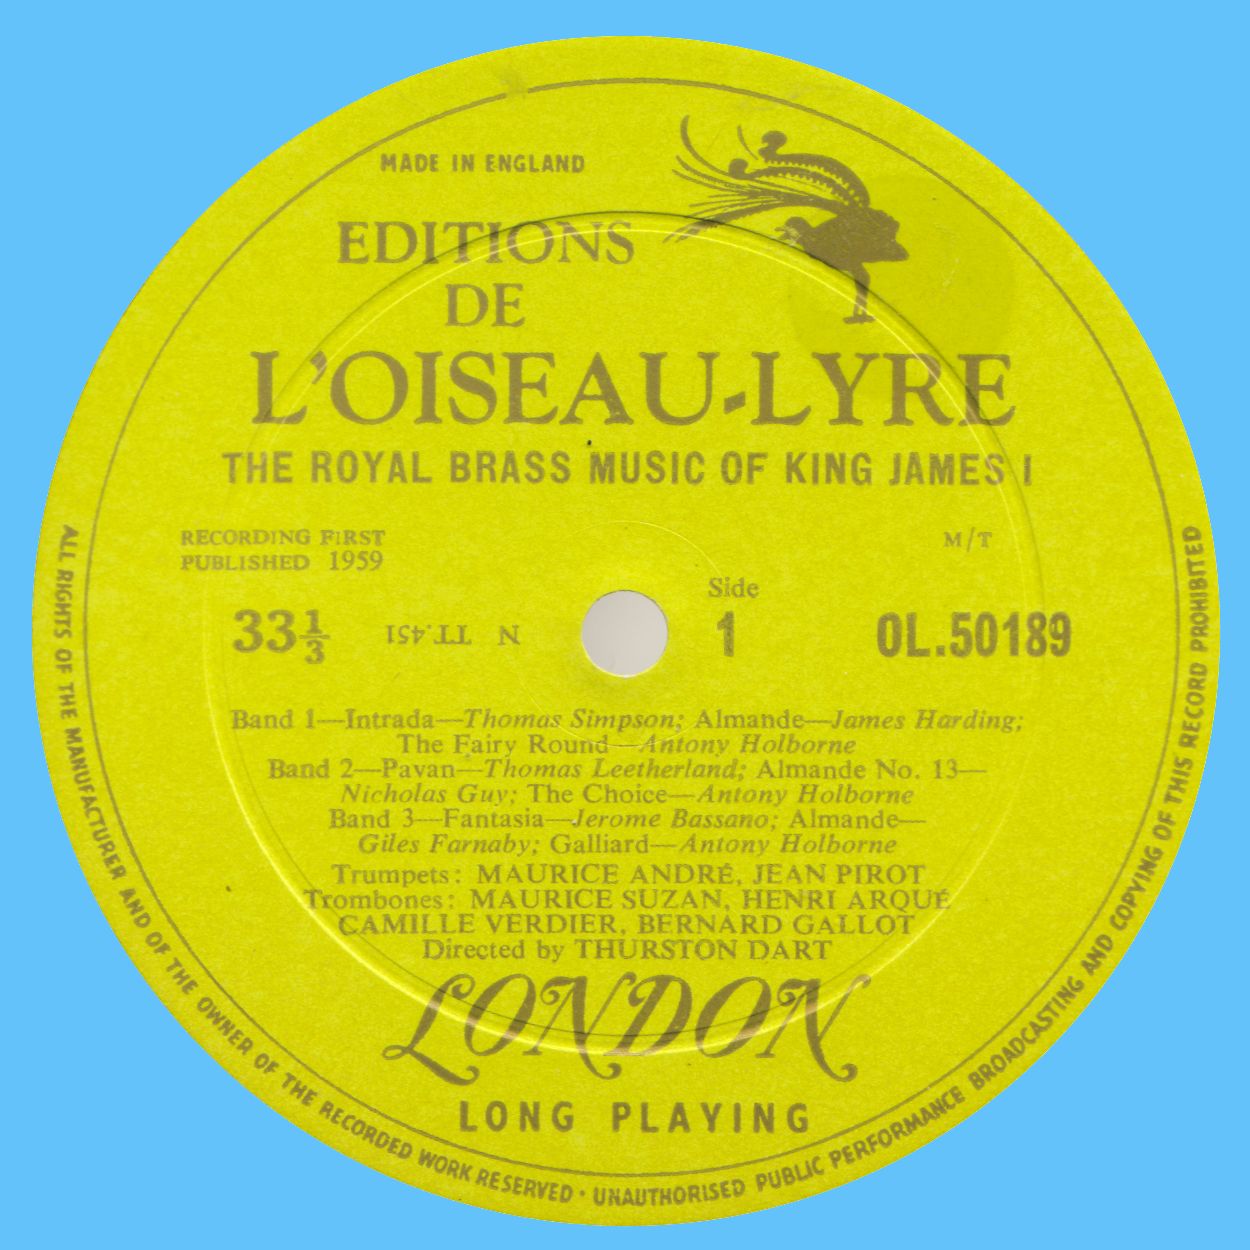 MADE IN ENGLAND
EDITIONS
DE
L'OISEAU-LYRE
THE ROYAL BRASS MUSIC OF KING JAMES I
RECORDING FIRST
PUBLISHED 1959
M/T
Side
33⅓
N TT.451
1
OL.50189
Band 1—Intrada—Thomas Simpson; Almande—James Harding;
The Fairy Round—Antony Holborne
Band 2—Pavan—Thomas Leetherland; Almande No. 13—
Nicholas Guy; The Choice—Antony Holborne
Band 3—Fantasia—Jerome Bassano; Almande—
Giles Farnaby; Galliard—Antony Holborne
Trumpets: MAURICE ANDRÉ, JEAN PIROT
Trombones: MAURICE SUZAN, HENRI ARQUÉ
CAMILLE VERDIER, BERNARD GALLOT
Directed by THURSTON DART
LONDON
LONG PLAYING
ALL RIGHTS OF THE MANUFACTURER AND OF THE OWNER OF THE RECORDED WORK RESERVED · UNAUTHORISED PUBLIC PERFORMANCE BROADCASTING AND COPYING OF THIS RECORD PROHIBITED